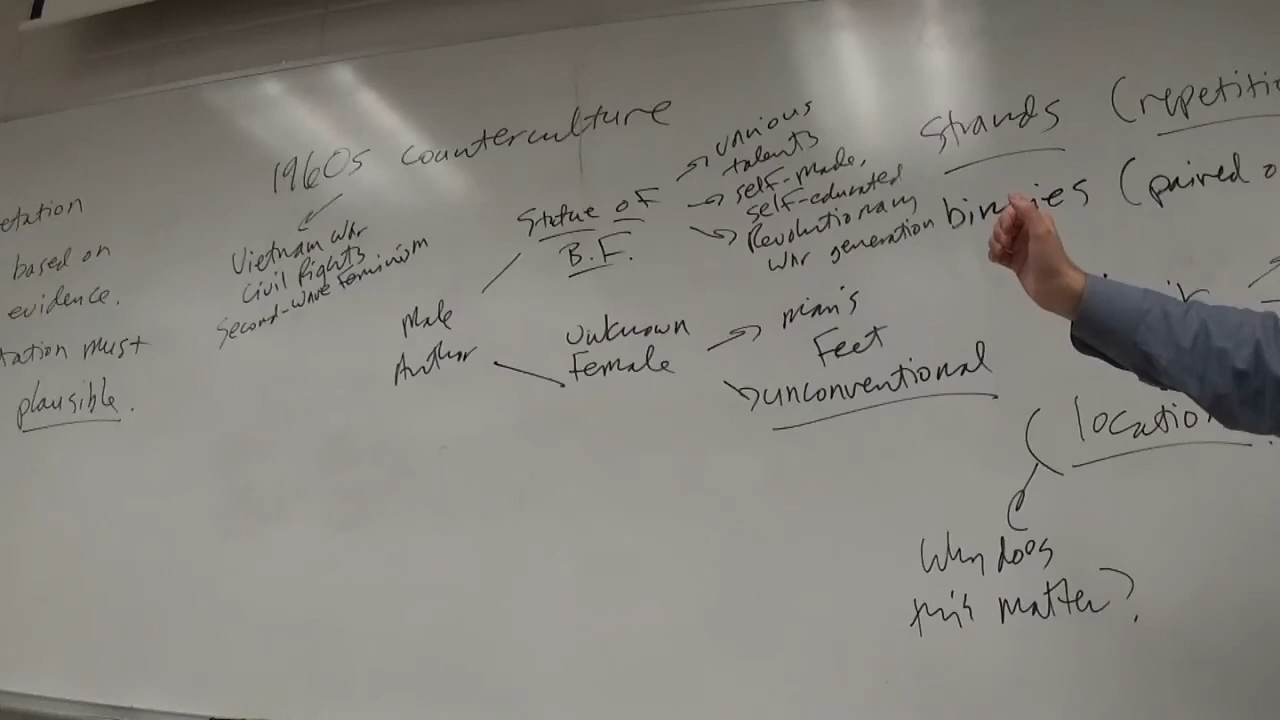 etation
based on
evidence.
tation must
plausible.
1960s counterculture
Vietnam War
Civil Rights
Second-wave feminism
Male
Author
Statue of
B.F.
various
talents
self-made,
self-educated
Revolutionary
war generation
Unknown
Female
man's
Feet
unconventional
Strands (repetitio
(paired o
(locatio
Why does
this matter?